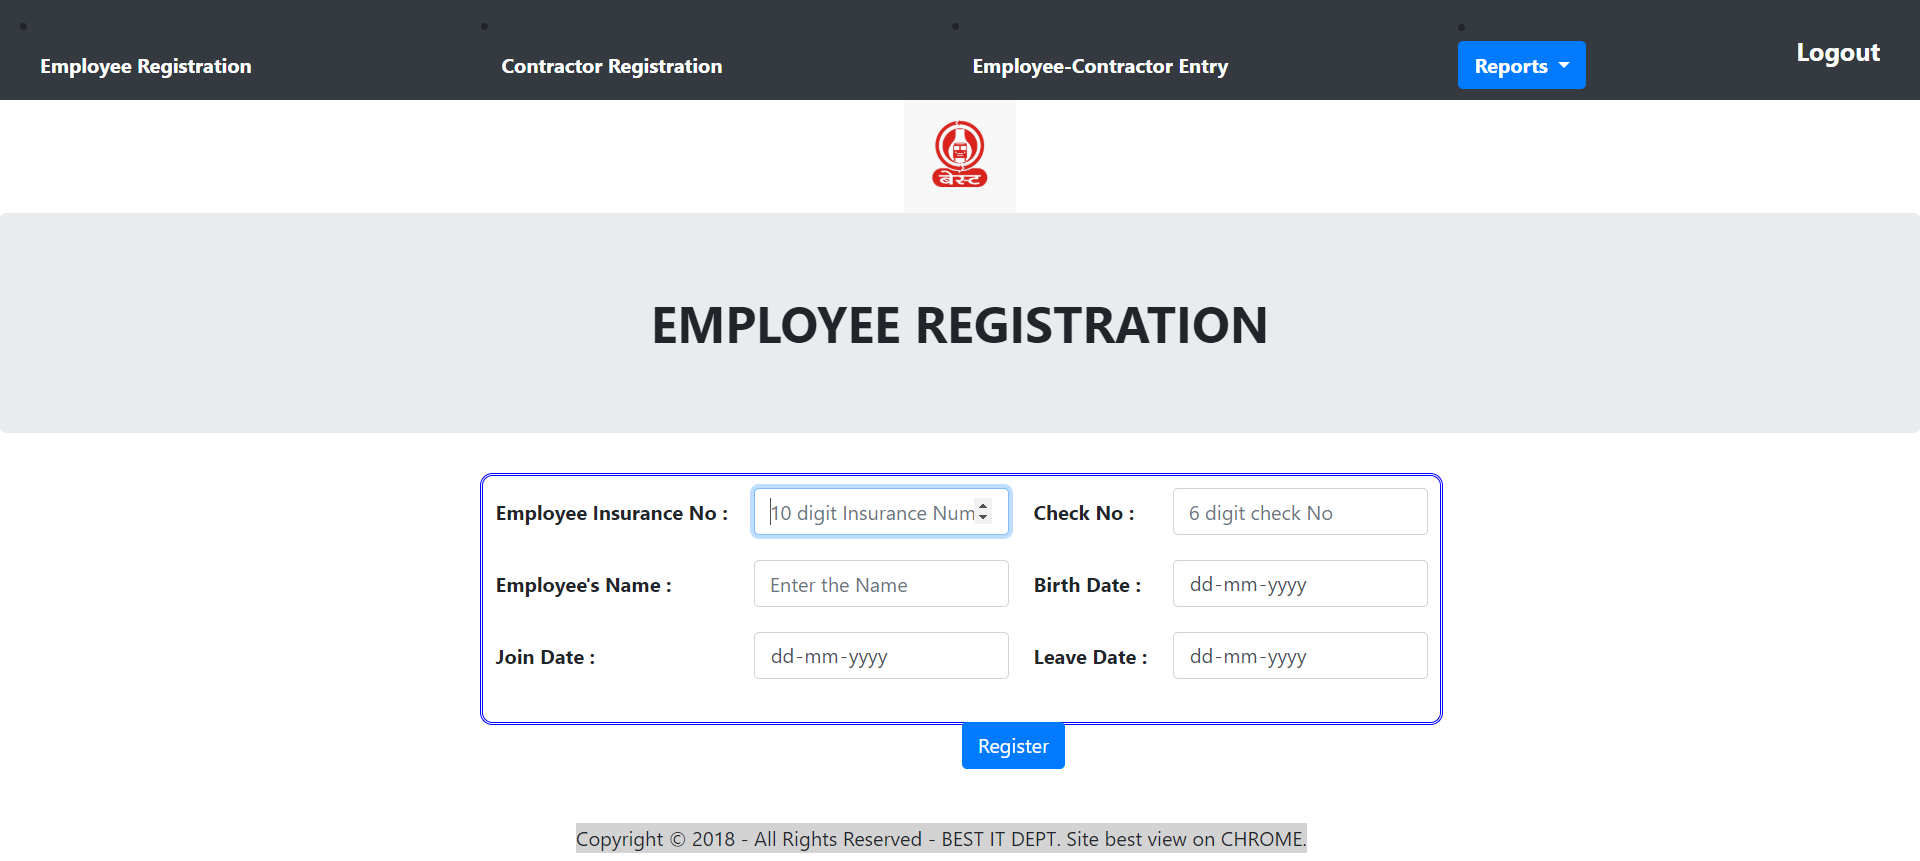 Employee Registration Contractor Registration Employee-Contractor Entry Reports Logout
बेस्ट
EMPLOYEE REGISTRATION
Employee Insurance No : 10 digit Insurance Num Check No : 6 digit check No
Employee's Name : Enter the Name Birth Date : dd-mm-yyyy
Join Date : dd-mm-yyyy Leave Date : dd-mm-yyyy
Register
Copyright © 2018 - All Rights Reserved - BEST IT DEPT. Site best view on CHROME.